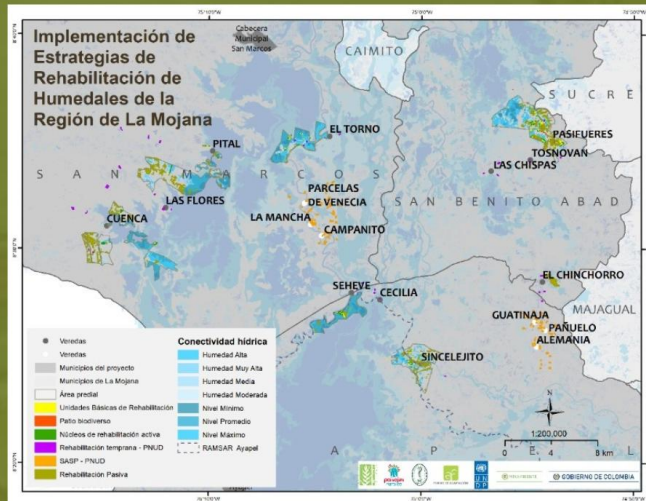 Implementación de
Estrategias de
Rehabilitación de
Humedales de la
Región de La Mojana
Cabecera
Municipal
San Marcos
CAIMITO
SUCRE
EL TORNO
PITAL
PASIFUERES
TOSNOVAN
LAS CHISPAS
SAN MARCOS
PARCELAS
DE VENECIA
LAS FLORES
LA MANCHA
CAMPANITO
CUENCA
SAN BENITO ABAD
SEHEVE
CECILIA
EL CHINCHORRO
MAJAGUAL
GUATINAJA
PAÑUELO
ALEMANIA
SINCELEJITO
Veredas
Veredas
Municipios del proyecto
Municipios de La Mojana
Área predial
Unidades Básicas de Rehabilitación
Patio biodiverso
Núcleos de rehabilitación activa
Rehabilitación temprana - PNUD
SASP - PNUD
Rehabilitación Pasiva
Conectividad hídrica
Humedad Alta
Humedad Muy Alta
Humedad Media
Humedad Moderada
Nivel Mínimo
Nivel Promedio
Nivel Máximo
RAMSAR Ayapel
A P E L
N
1:200,000
0
4
8 km
GOBIERNO DE COLOMBIA